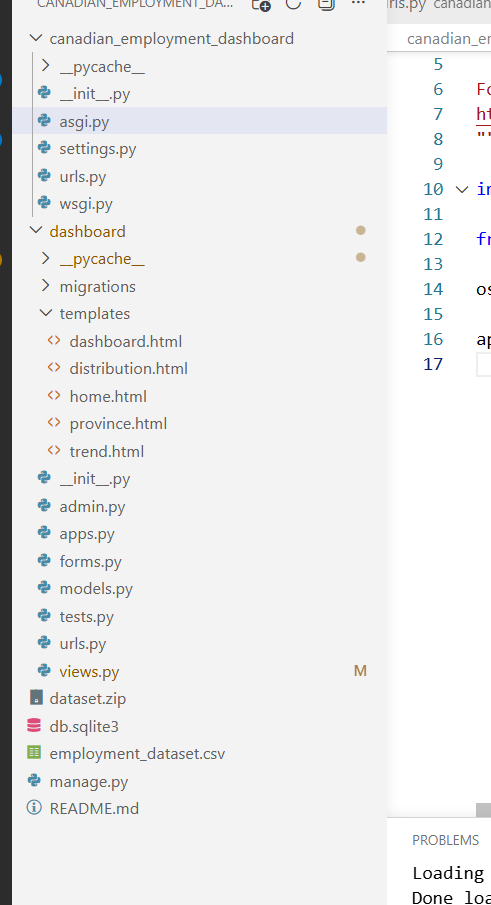 CANADIAN_EMPLOYMENT_DA...
canadian_employment_dashboard
__pycache__
__init__.py
asgi.py
settings.py
urls.py
wsgi.py
dashboard
__pycache__
migrations
templates
dashboard.html
distribution.html
home.html
province.html
trend.html
__init__.py
admin.py
apps.py
forms.py
models.py
tests.py
urls.py
views.py M
dataset.zip
db.sqlite3
employment_dataset.csv
manage.py
README.md
urls.py canadian
canadian_em
5
6 Fo
7 ht
8 ""
9
10 im
11
12 fr
13
14 os
15
16 ap
17
PROBLEMS
Loading
Done loa